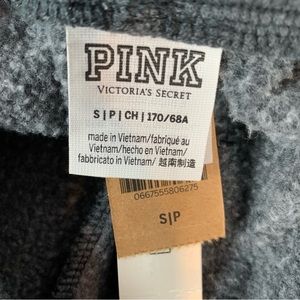 PINK
VICTORIA'S SECRET
S | P | CH | 170/68A
made in Vietnam/fabriqué au
Vietnam/hecho en Vietnam/
fabbricato in Vietnam/ 越南制造
0667555806275
S|P